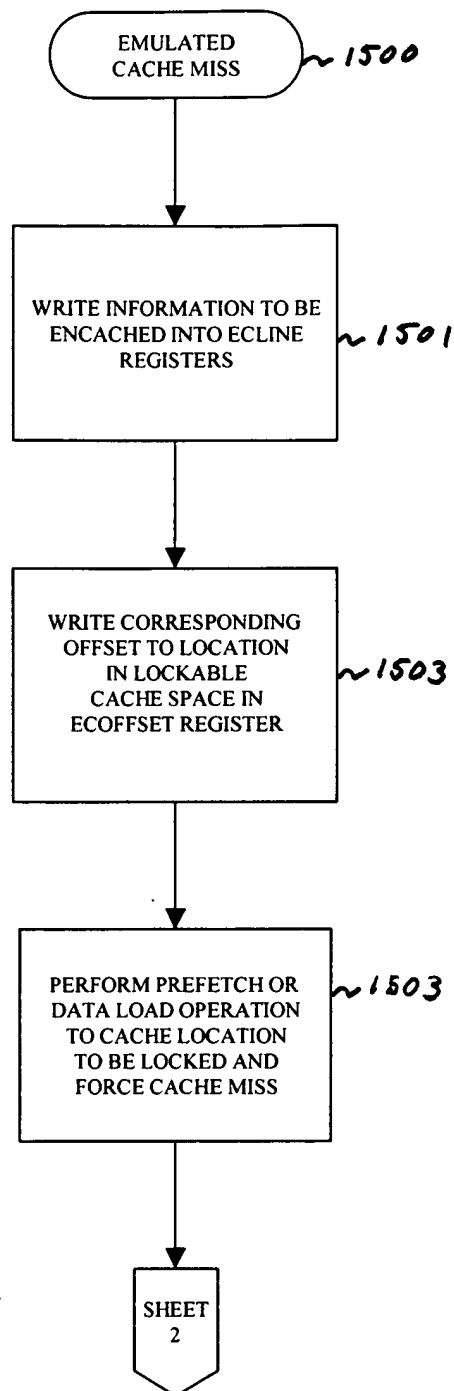 EMULATED
CACHE MISS
1500
WRITE INFORMATION TO BE
ENCACHED INTO ECLINE
REGISTERS
1501
WRITE CORRESPONDING
OFFSET TO LOCATION
IN LOCKABLE
CACHE SPACE IN
ECOFFSET REGISTER
1503
PERFORM PREFETCH OR
DATA LOAD OPERATION
TO CACHE LOCATION
TO BE LOCKED AND
FORCE CACHE MISS
1503
SHEET
2